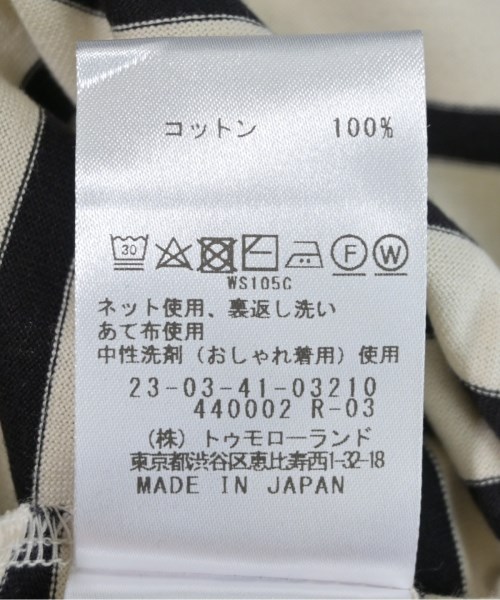 コットン 100%
30 F W
WS105C
ネット使用、裏返し洗い
あて布使用
中性洗剤（おしゃれ着用）使用
23-03-41-03210
440002 R-03
（株）トゥモローランド
東京都渋谷区恵比寿西1-32-18
MADE IN JAPAN